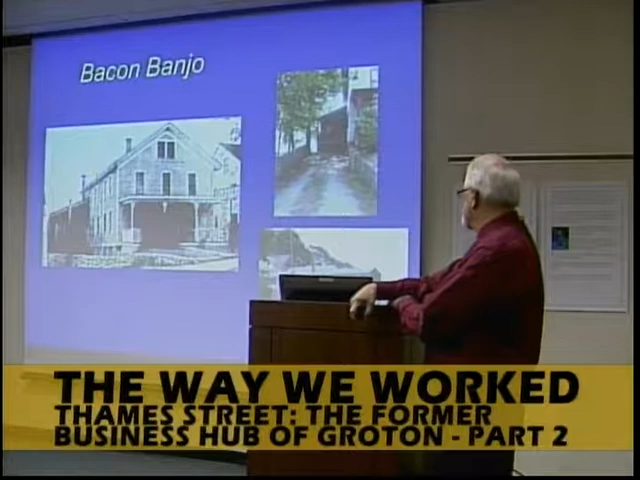 Bacon Banjo
THE WAY WE WORKED
THAMES STREET: THE FORMER
BUSINESS HUB OF GROTON - PART 2